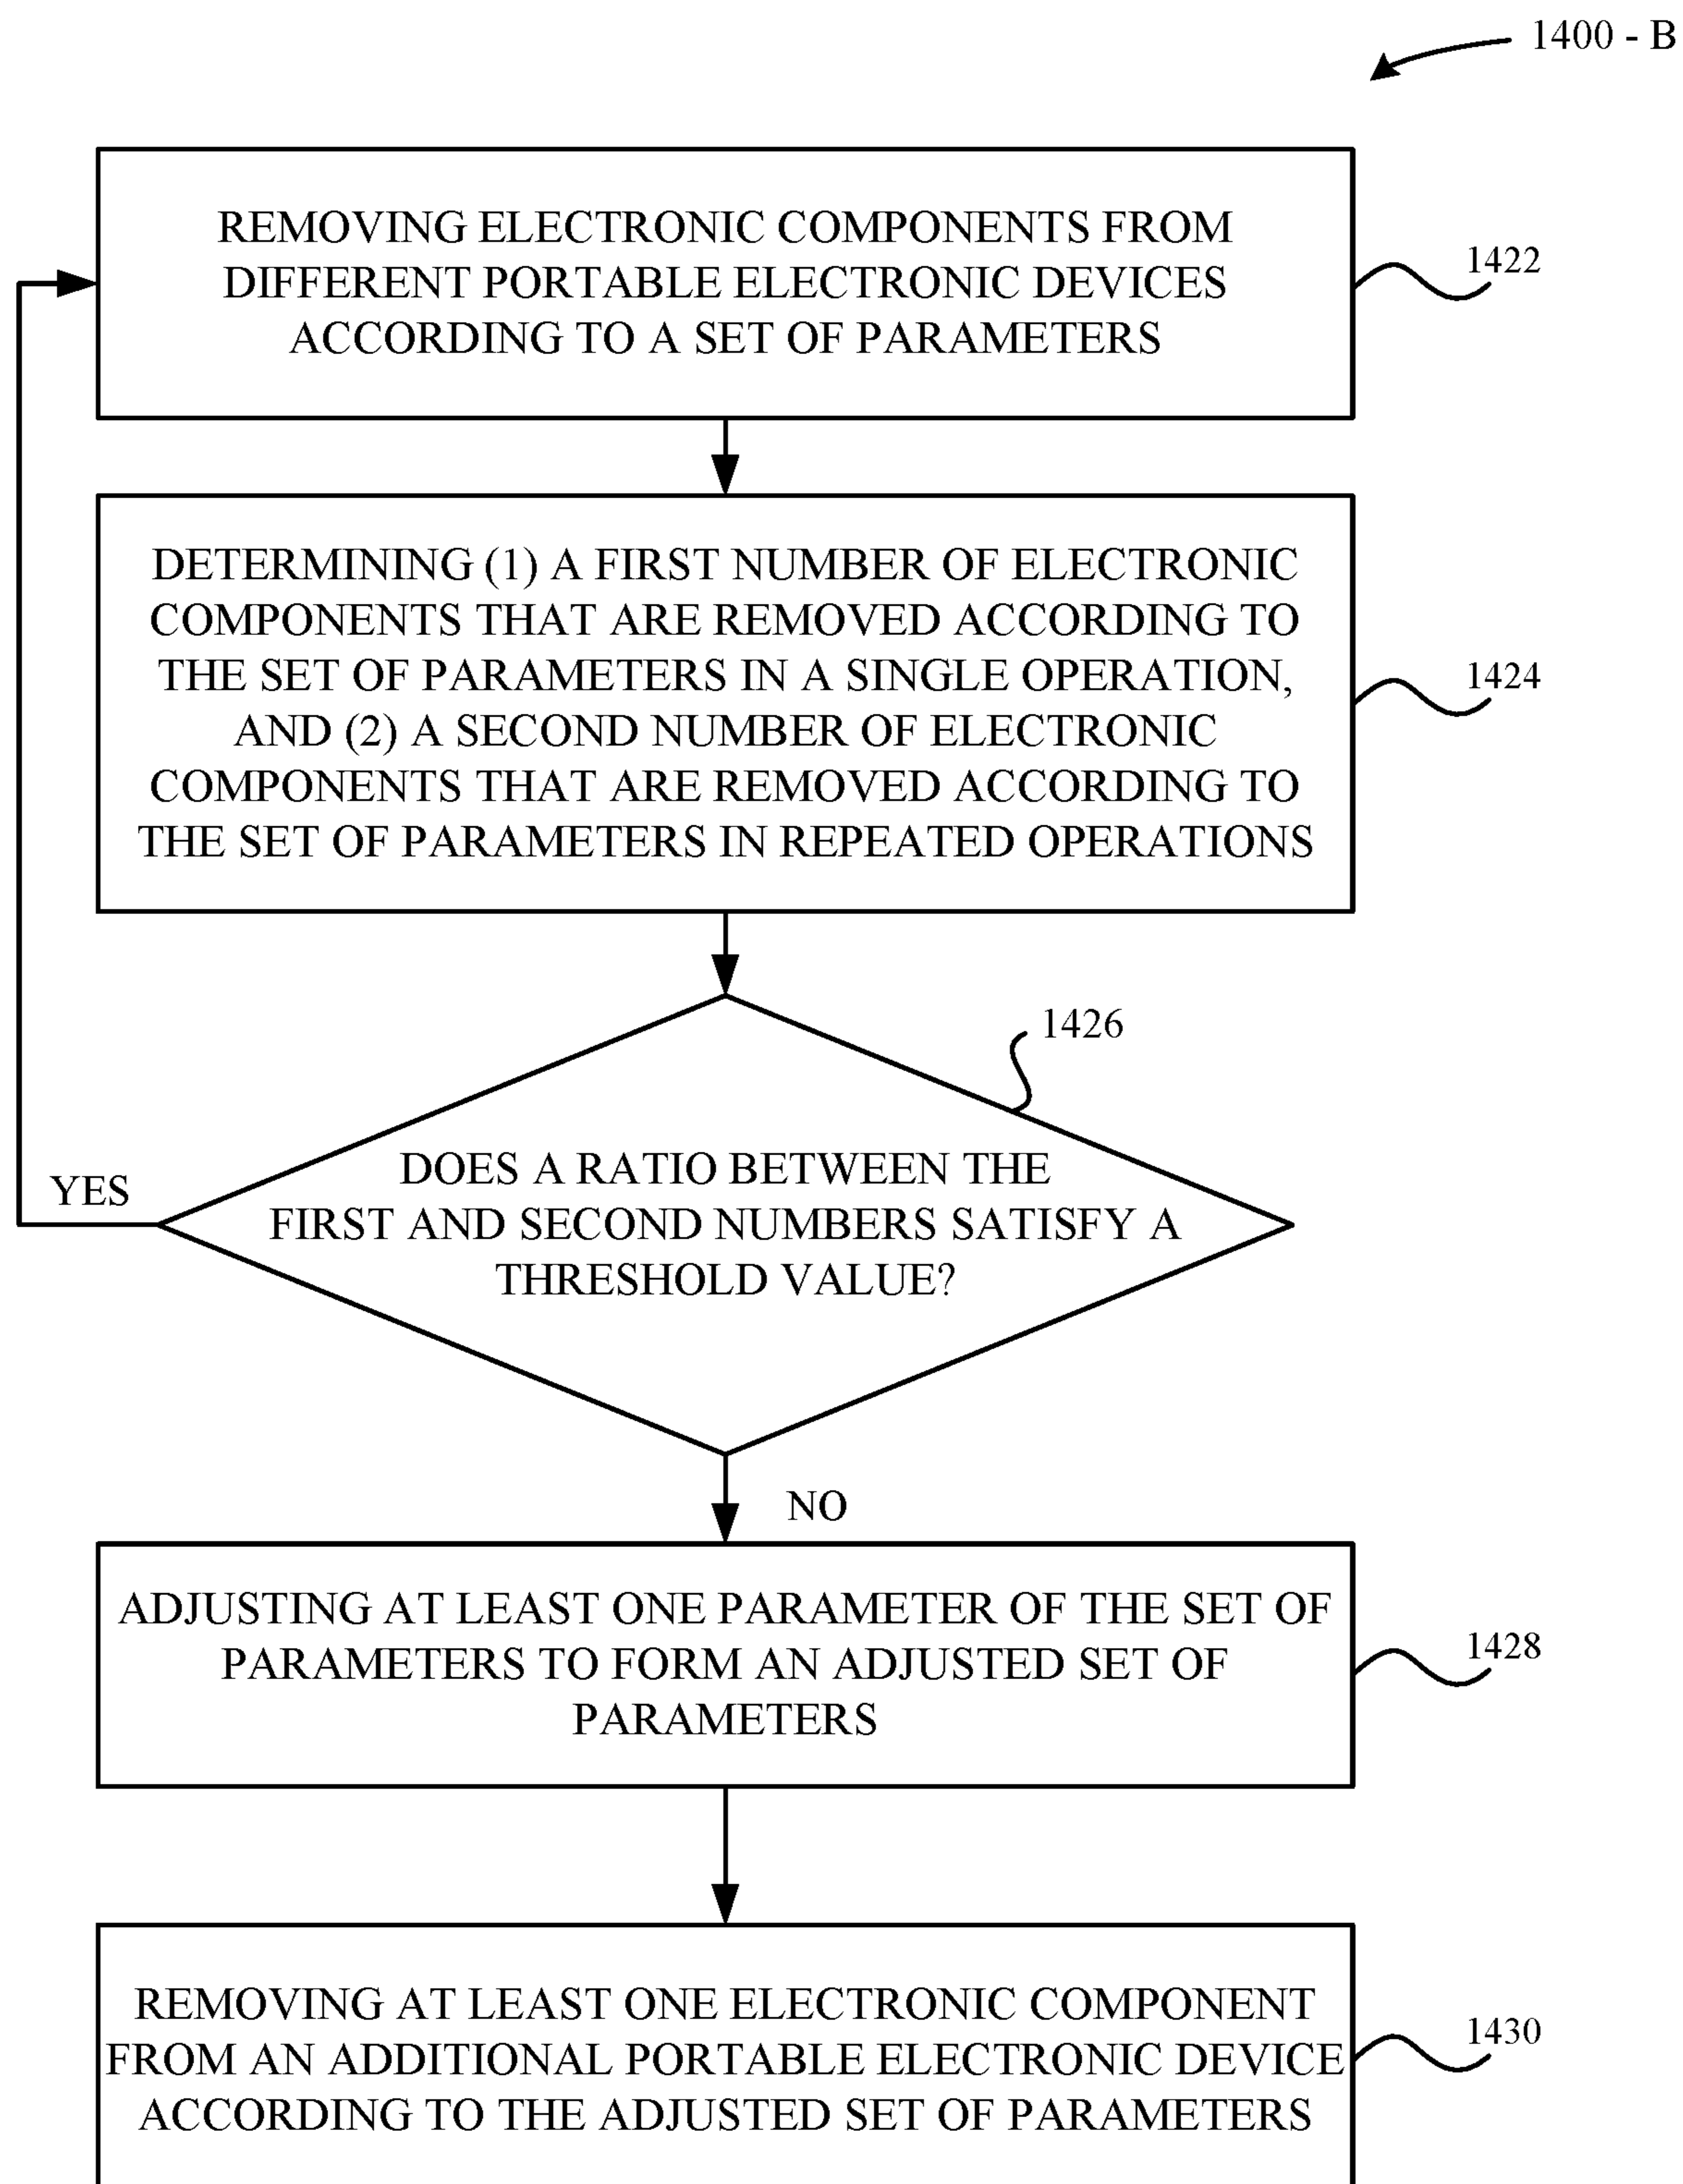 1400 - B
REMOVING ELECTRONIC COMPONENTS FROM
DIFFERENT PORTABLE ELECTRONIC DEVICES
ACCORDING TO A SET OF PARAMETERS
1422
DETERMINING (1) A FIRST NUMBER OF ELECTRONIC
COMPONENTS THAT ARE REMOVED ACCORDING TO
THE SET OF PARAMETERS IN A SINGLE OPERATION,
AND (2) A SECOND NUMBER OF ELECTRONIC
COMPONENTS THAT ARE REMOVED ACCORDING TO
THE SET OF PARAMETERS IN REPEATED OPERATIONS
1424
1426
DOES A RATIO BETWEEN THE
FIRST AND SECOND NUMBERS SATISFY A
THRESHOLD VALUE?
YES
NO
ADJUSTING AT LEAST ONE PARAMETER OF THE SET OF
PARAMETERS TO FORM AN ADJUSTED SET OF
PARAMETERS
1428
REMOVING AT LEAST ONE ELECTRONIC COMPONENT
FROM AN ADDITIONAL PORTABLE ELECTRONIC DEVICE
ACCORDING TO THE ADJUSTED SET OF PARAMETERS
1430